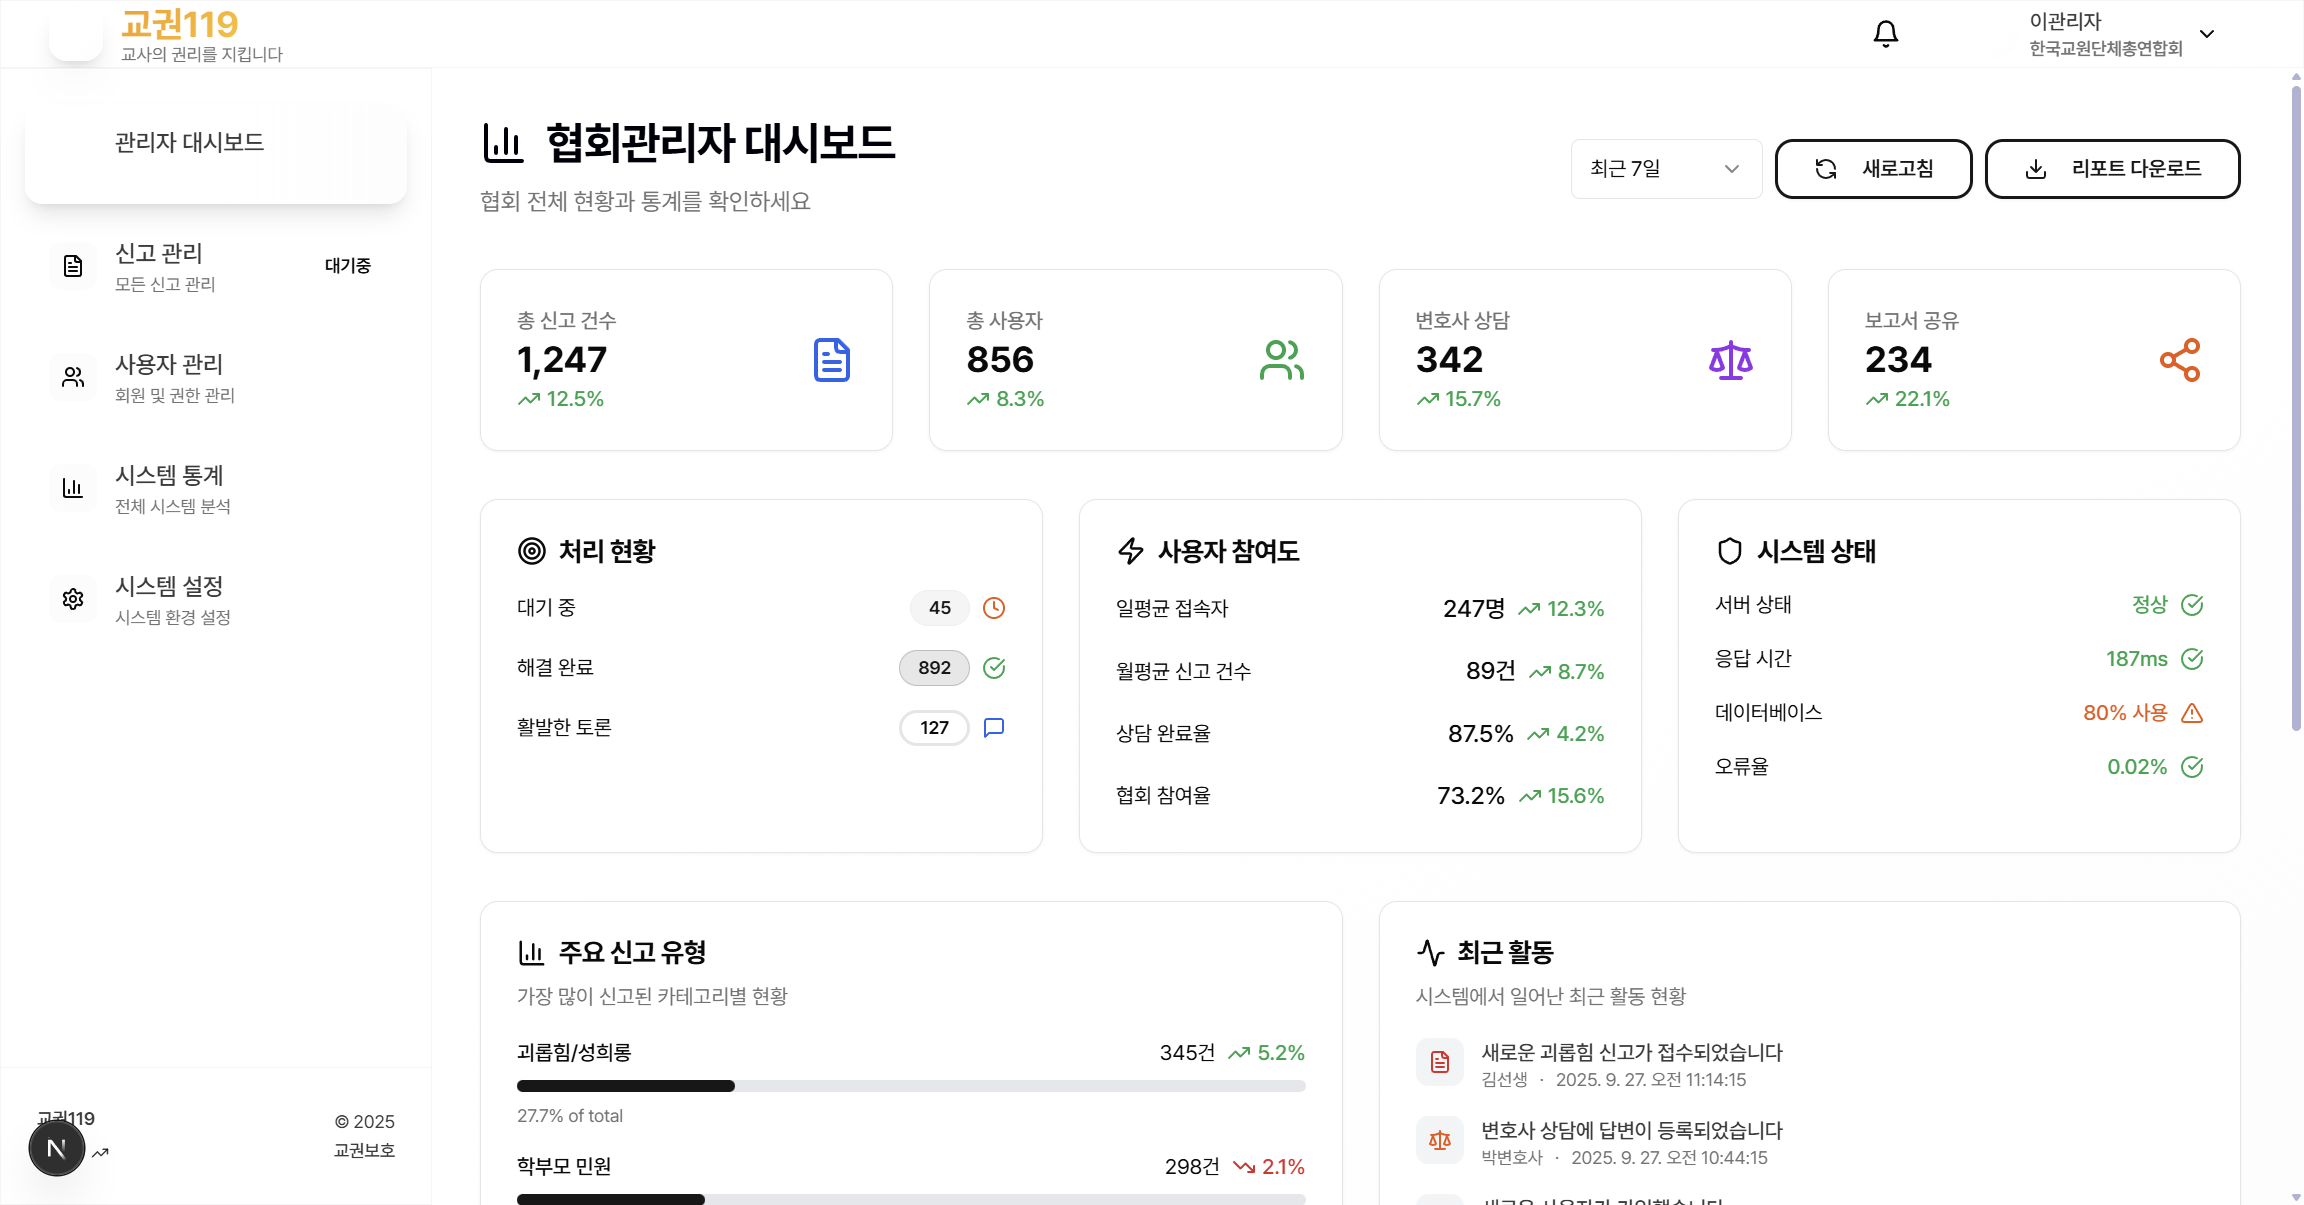 교권119
교사의 권리를 지킵니다
이관리자
한국교원단체총연합회
관리자 대시보드
신고 관리
모든 신고 관리
대기중
사용자 관리
회원 및 권한 관리
시스템 통계
전체 시스템 분석
시스템 설정
시스템 환경 설정
교권119
© 2025
교권보호
N
협회관리자 대시보드
협회 전체 현황과 통계를 확인하세요
최근 7일
새로고침
리포트 다운로드
총 신고 건수
1,247
12.5%
총 사용자
856
8.3%
변호사 상담
342
15.7%
보고서 공유
234
22.1%
처리 현황
대기 중 45
해결 완료 892
활발한 토론 127
사용자 참여도
일평균 접속자 247명 12.3%
월평균 신고 건수 89건 8.7%
상담 완료율 87.5% 4.2%
협회 참여율 73.2% 15.6%
시스템 상태
서버 상태 정상
응답 시간 187ms
데이터베이스 80% 사용
오류율 0.02%
주요 신고 유형
가장 많이 신고된 카테고리별 현황
괴롭힘/성희롱 345건 5.2%
27.7% of total
학부모 민원 298건 2.1%
최근 활동
시스템에서 일어난 최근 활동 현황
새로운 괴롭힘 신고가 접수되었습니다
김선생 · 2025. 9. 27. 오전 11:14:15
변호사 상담에 답변이 등록되었습니다
박변호사 · 2025. 9. 27. 오전 10:44:15